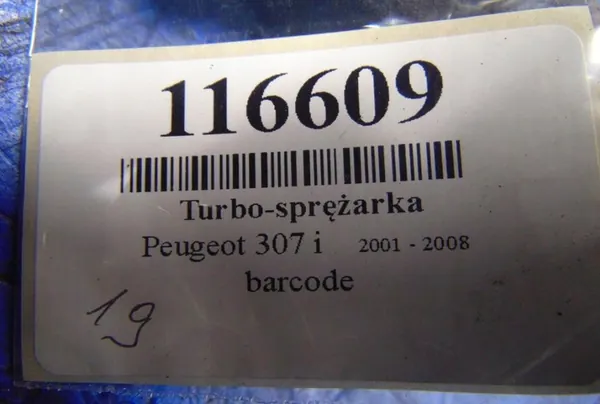 116609
Turbo-sprężarka
Peugeot 307 i 2001 - 2008
barcode
19